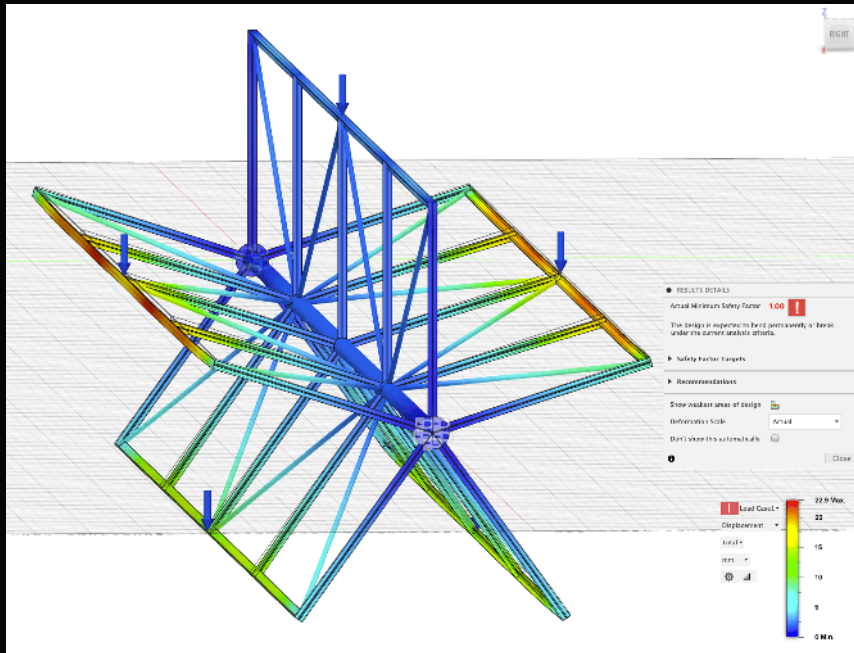 Z
RIGHT
X
RESULTS DETAILS
Actual Minimum Safety Factor 1.00 !
The design is expected to bend permanently or break
under the current analysis criteria.
Safety Factor Targets
Recommendations
Show weakest areas of design
Deformation Scale Actual
Don't show this automatically
Close
! Load Case1
Displacement
Total
mm
22.9 Max.
20
15
10
5
0 Min.